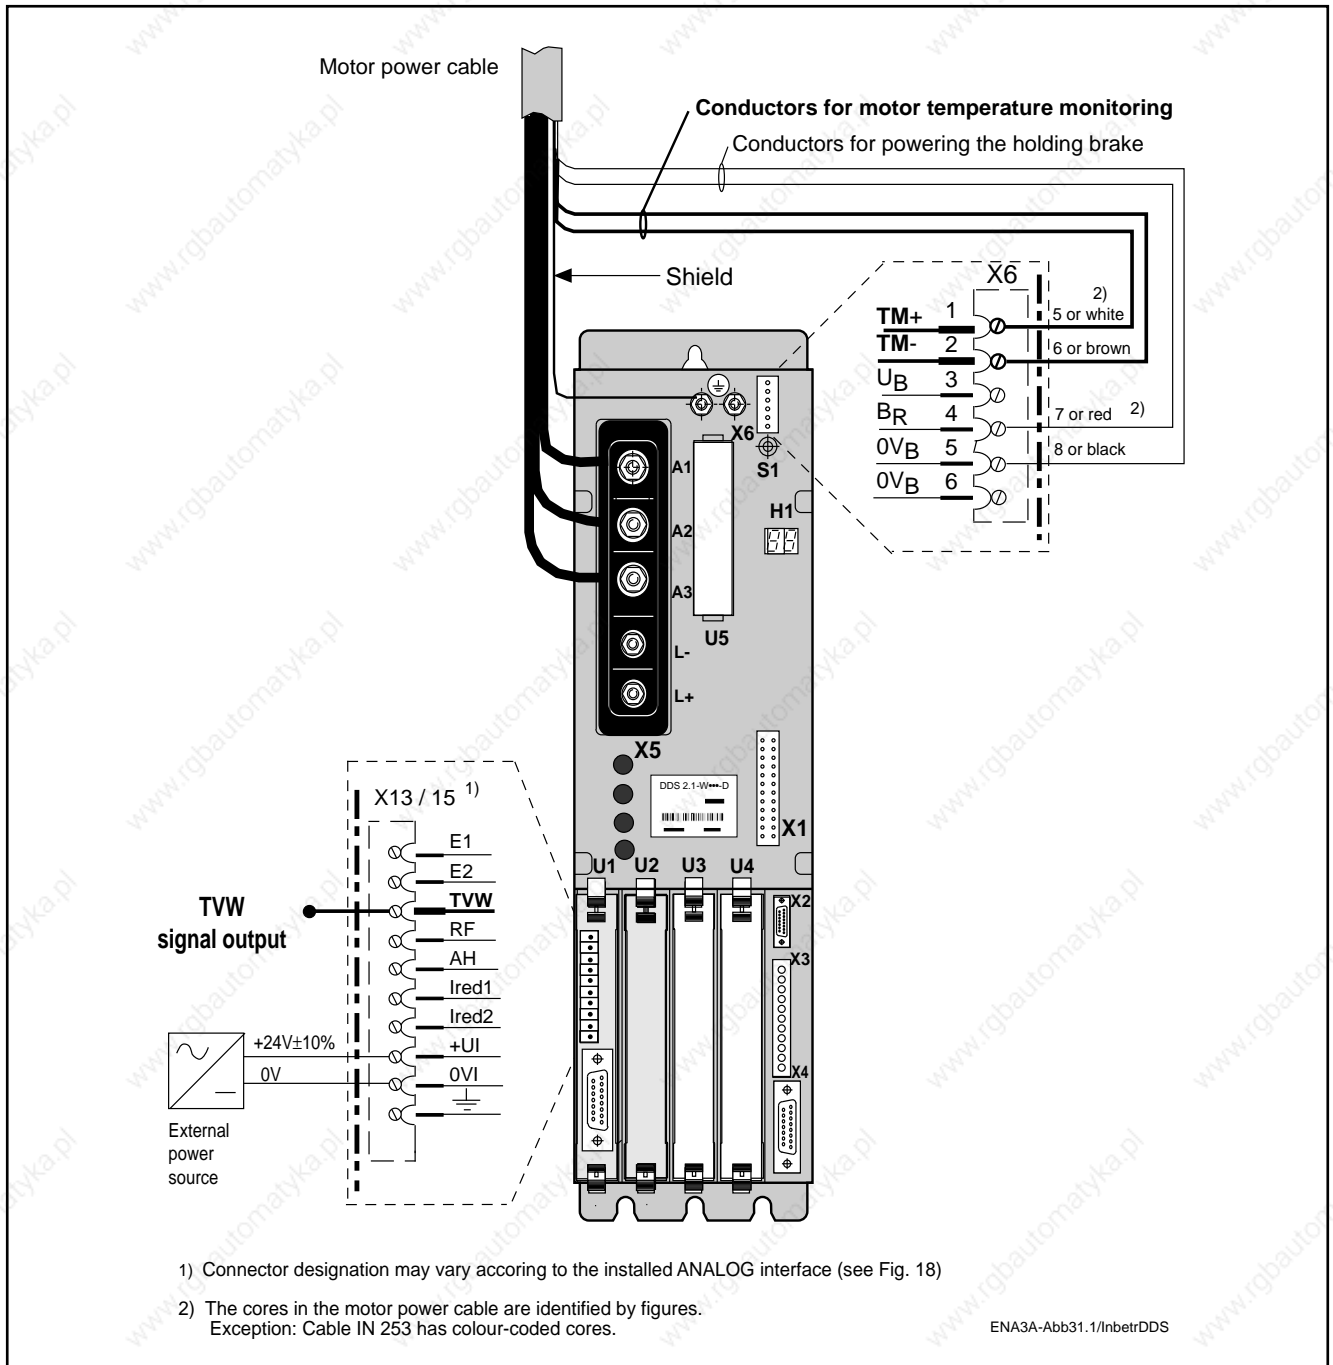 Motor power cable
Conductors for motor temperature monitoring
Conductors for powering the holding brake
Shield
X6
2)
TM+ 1 5 or white
TM- 2 6 or brown
UB 3
BR 4 7 or red 2)
0VB 5 8 or black
0VB 6
X6
S1
A1
H1
A2
A3
U5
L-
L+
X5
DDS 2.1-W•••-D
X1
U1 U2 U3 U4
X2
X3
X4
X13 / 15 1)
E1
E2
TVW
TVW
signal output
RF
AH
Ired1
Ired2
+24V±10%
+UI
0V
0VI
External
power
source
1) Connector designation may vary accoring to the installed ANALOG interface (see Fig. 18)
2) The cores in the motor power cable are identified by figures.
Exception: Cable IN 253 has colour-coded cores.
ENA3A-Abb31.1/InbetrDDS
www.rgbautomatyka.pl